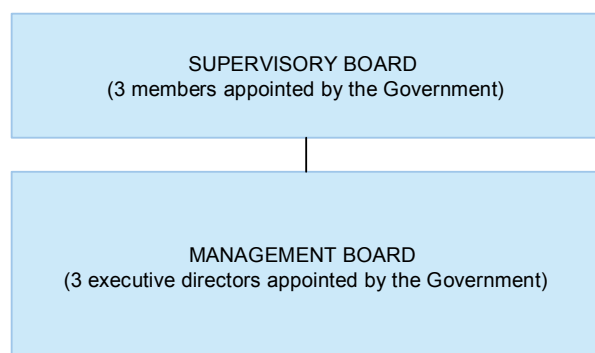 SUPERVISORY BOARD
(3 members appointed by the Government)
MANAGEMENT BOARD
(3 executive directors appointed by the Government)